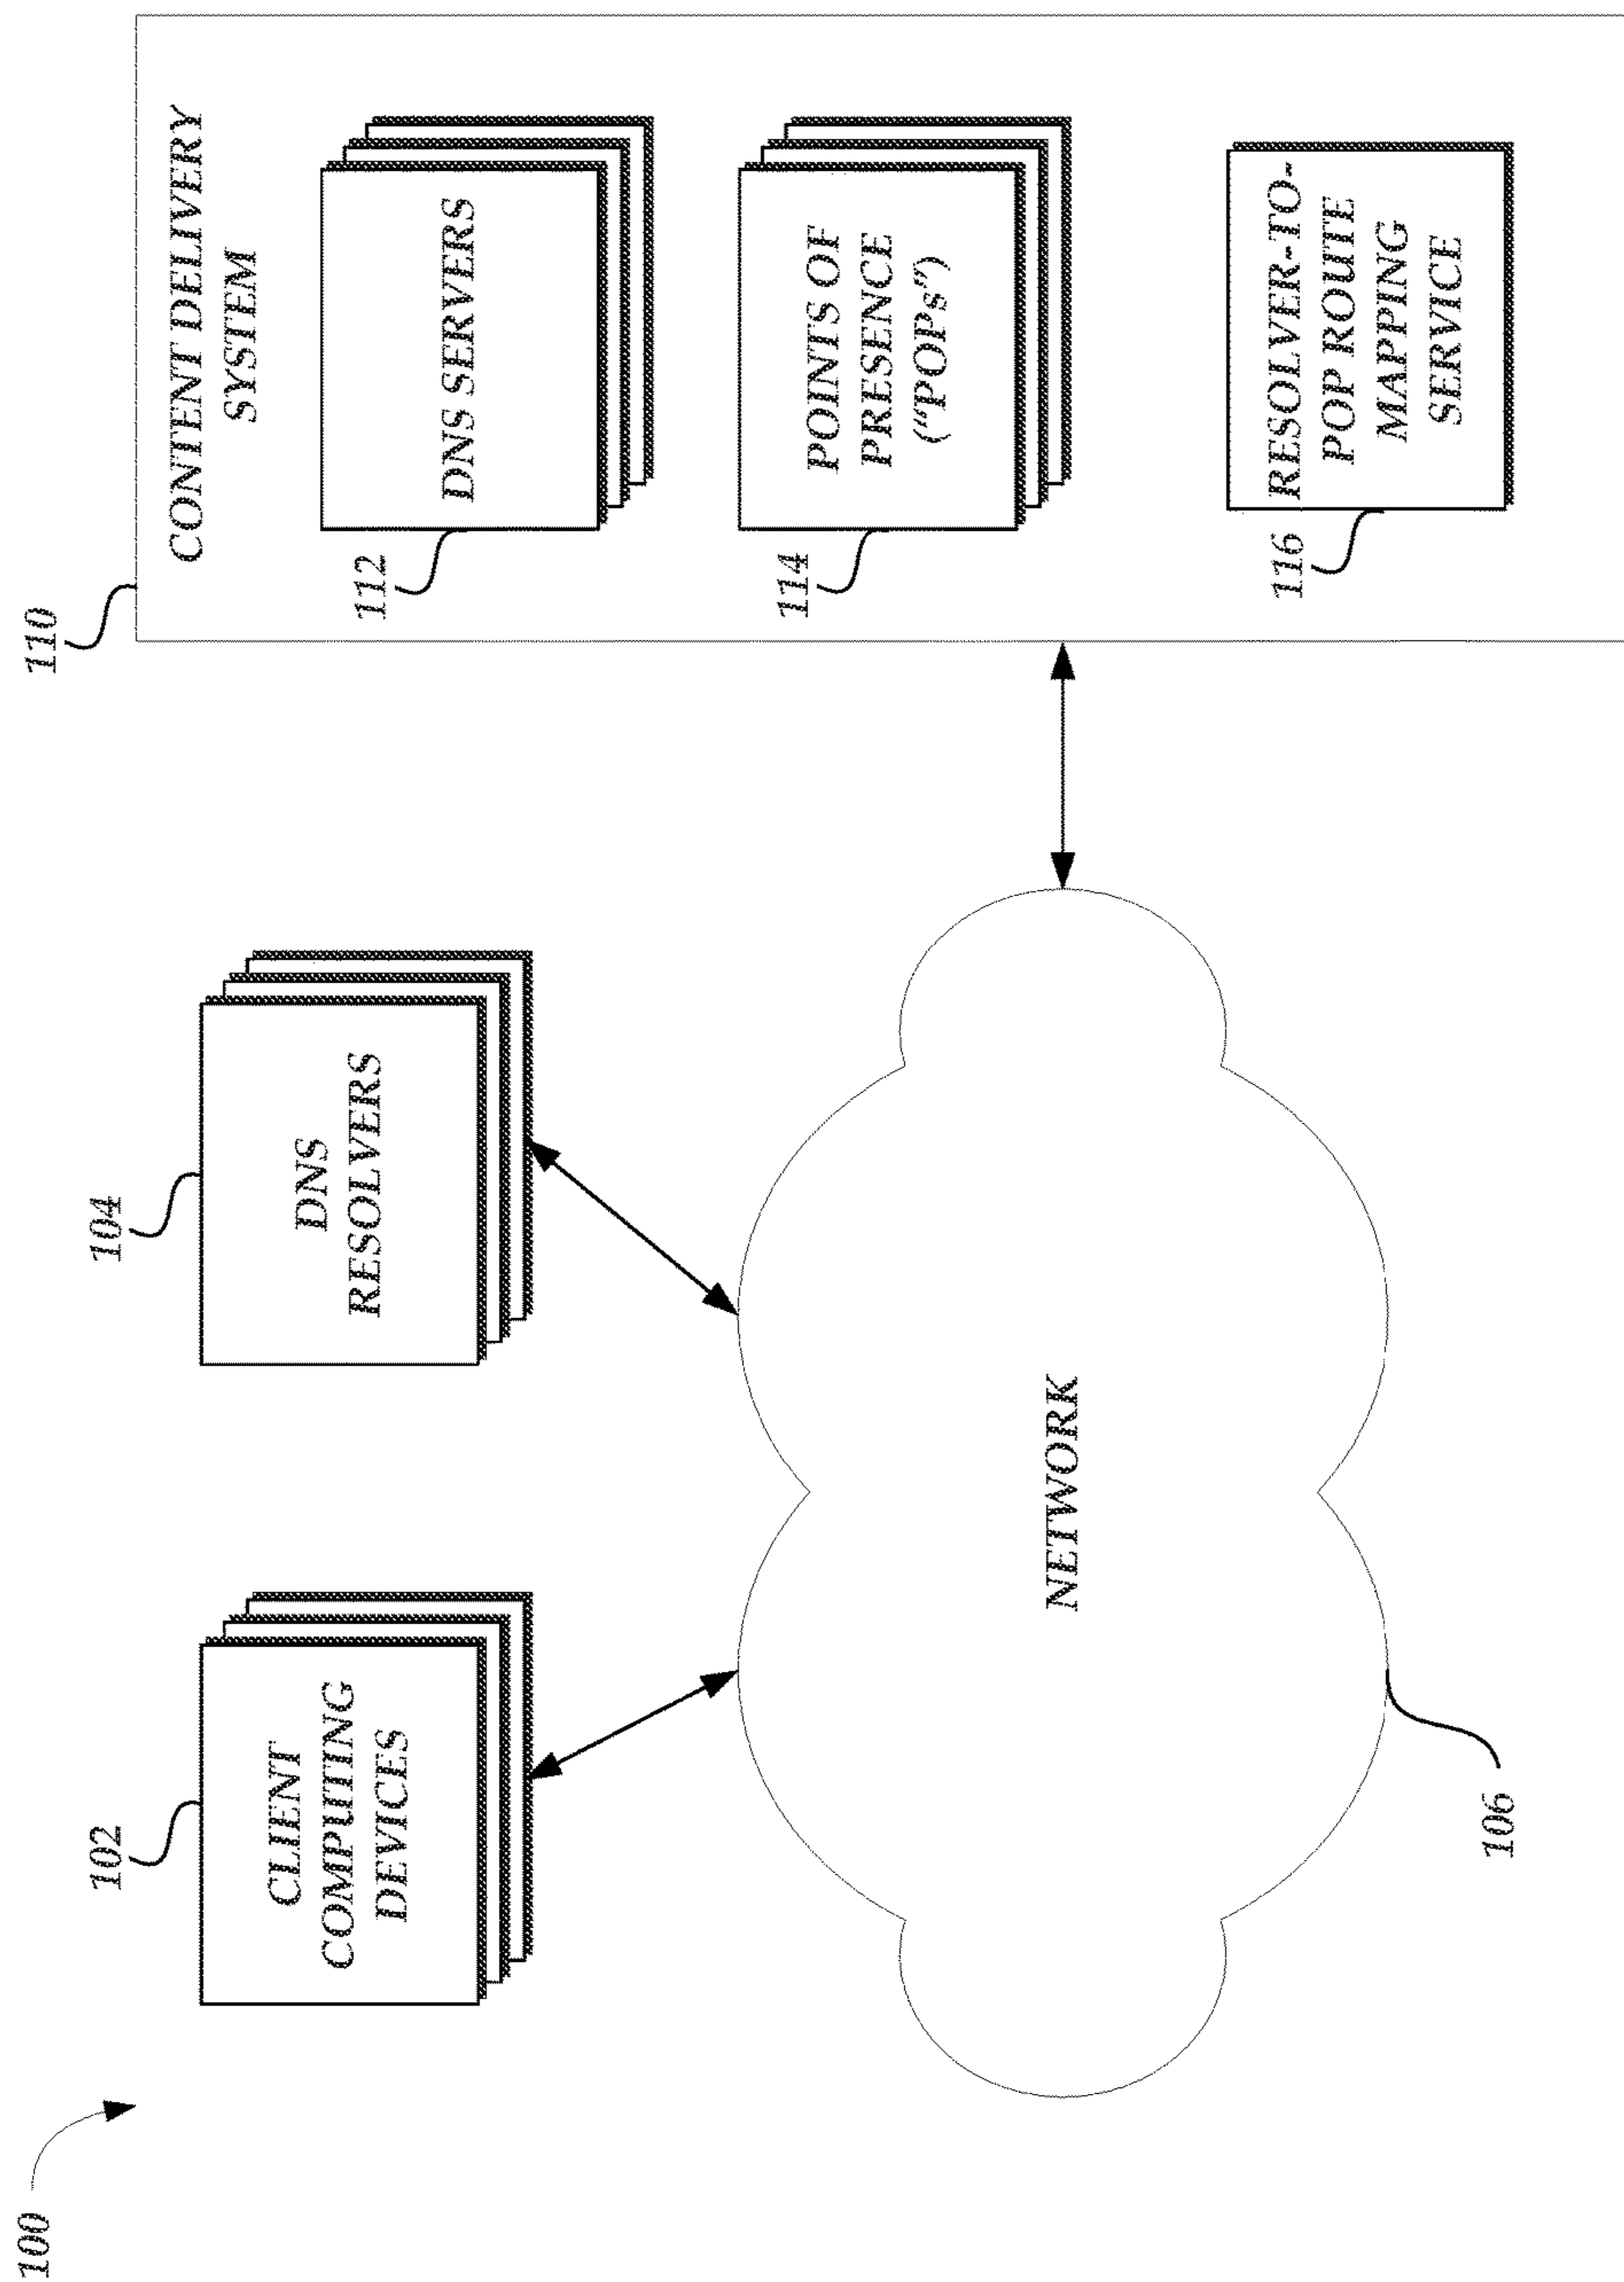 100
102
CLIENT
COMPUTING
DEVICES
104
DNS
RESOLVERS
NETWORK
106
110
CONTENT DELIVERY
SYSTEM
112
DNS SERVERS
114
POINTS OF
PRESENCE
("POPs")
116
RESOLVER-TO-
POP ROUTE
MAPPING
SERVICE